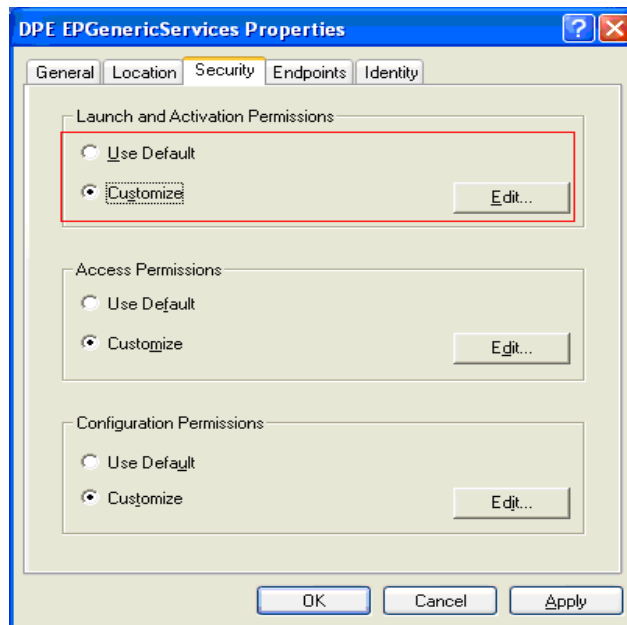 DPE EPGenericServices Properties
General Location Security Endpoints Identity
Launch and Activation Permissions
Use Default
Customize
Edit...
Access Permissions
Use Default
Customize
Edit...
Configuration Permissions
Use Default
Customize
Edit...
OK Cancel Apply